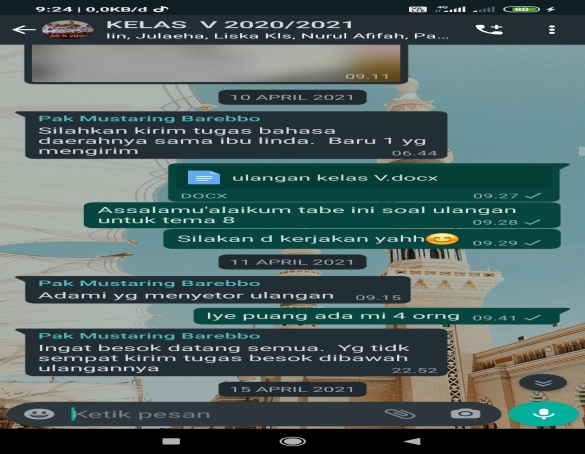 9:24 | 0,0KB/d
80
KELAS V 2020/2021
Iin, Julaeha, Liska Kls, Nurul Afifah, Pa...
09.11
10 APRIL 2021
Pak Mustaring Barebbo
Silahkan kirim tugas bahasa
daerahnya sama ibu linda. Baru 1 yg
mengirim
06.44
ulangan kelas V.docx
DOCX
09.27
Assalamu'alaikum tabe ini soal ulangan
untuk tema 8
09.28
Silakan d kerjakan yahh😊
09.29
11 APRIL 2021
Pak Mustaring Barebbo
Adami yg menyetor ulangan
09.15
Iye puang ada mi 4 orng
09.41
Pak Mustaring Barebbo
Ingat besok datang semua. Yg tidk
sempat kirim tugas besok dibawah
ulangannya
22.52
15 APRIL 2021
Ketik pesan